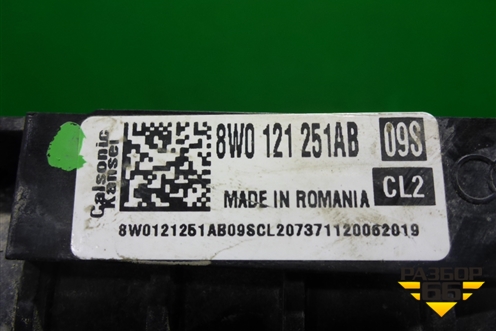 Calsonic
Kansei
8W0 121 251AB
09S
MADE IN ROMANIA
CL2
8W0121251AB09SCL207371120062019
РАЗБОР
66